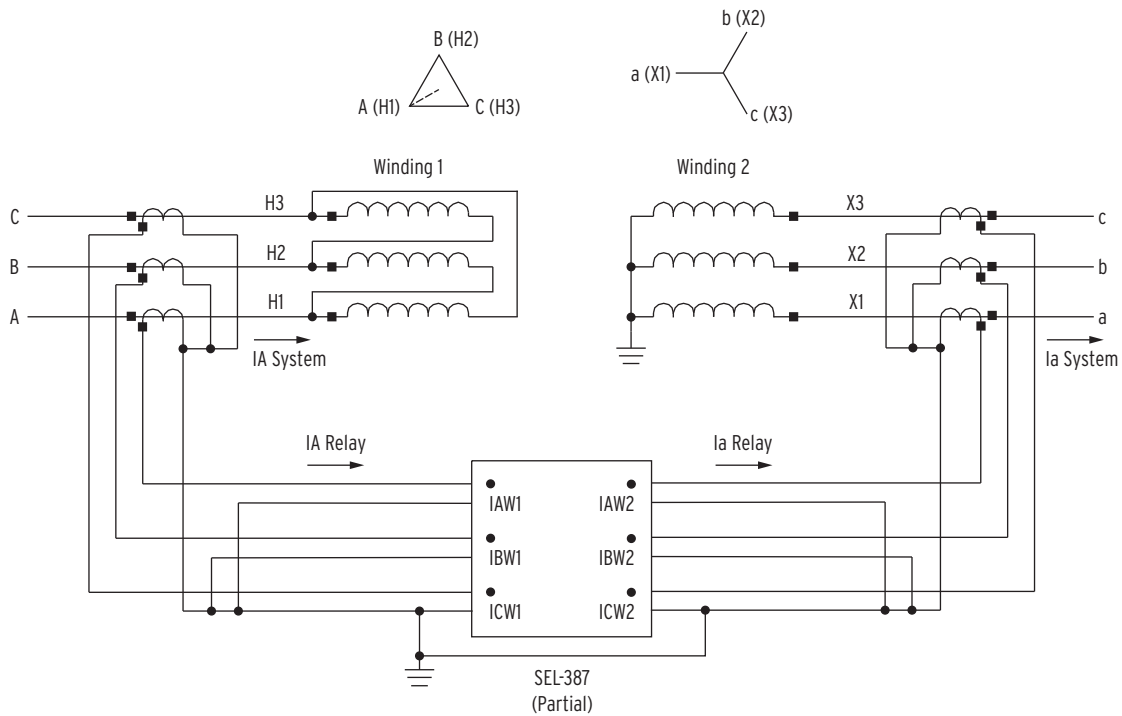 b (X2)
B (H2)
a (X1)
A (H1)
C (H3)
c (X3)
Winding 1
Winding 2
C
H3
X3
c
B
H2
X2
b
A
H1
X1
a
IA System
Ia System
IA Relay
Ia Relay
IAW1
IAW2
IBW1
IBW2
ICW1
ICW2
SEL-387
(Partial)